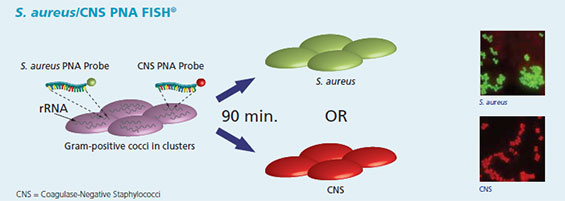 S. aureus/CNS PNA FISH®
S. aureus PNA Probe
CNS PNA Probe
rRNA
Gram-positive cocci in clusters
90 min.
S. aureus
OR
CNS
S. aureus
CNS
CNS = Coagulase-Negative Staphylococci